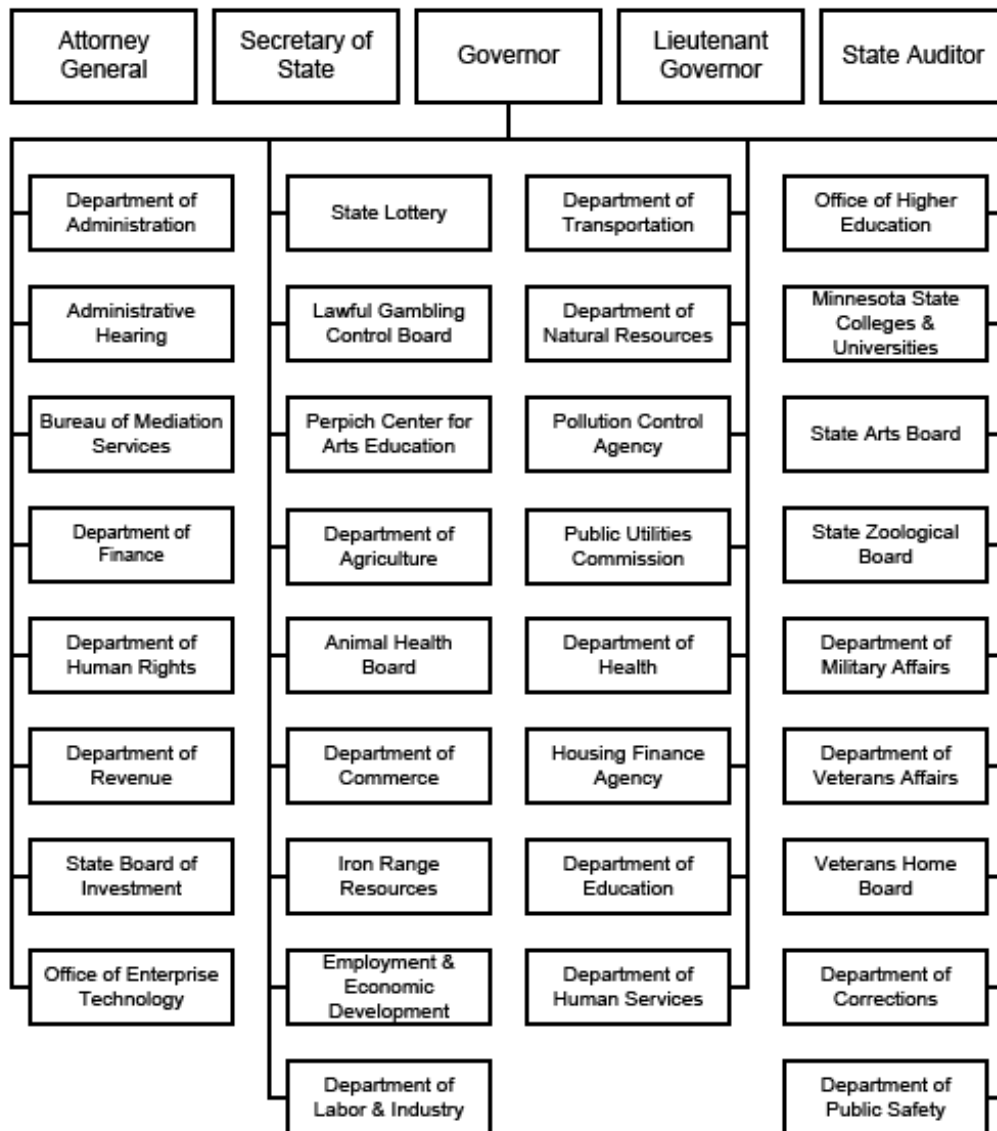 Attorney
General
Secretary of
State
Governor
Lieutenant
Governor
State Auditor
Department of
Administration
Administrative
Hearing
Bureau of Mediation
Services
Department of
Finance
Department of
Human Rights
Department of
Revenue
State Board of
Investment
Office of Enterprise
Technology
State Lottery
Lawful Gambling
Control Board
Perpich Center for
Arts Education
Department of
Agriculture
Animal Health
Board
Department of
Commerce
Iron Range
Resources
Employment &
Economic
Development
Department of
Labor & Industry
Department of
Transportation
Department of
Natural Resources
Pollution Control
Agency
Public Utilities
Commission
Department of
Health
Housing Finance
Agency
Department of
Education
Department of
Human Services
Office of Higher
Education
Minnesota State
Colleges &
Universities
State Arts Board
State Zoological
Board
Department of
Military Affairs
Department of
Veterans Affairs
Veterans Home
Board
Department of
Corrections
Department of
Public Safety